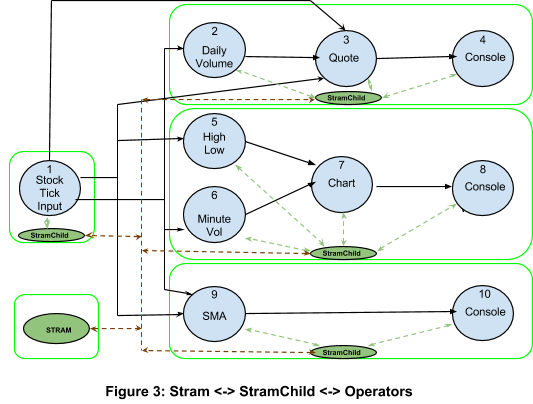 2
Daily
Volume
3
Quote
4
Console
StramChild
5
High
Low
6
Minute
Vol
7
Chart
8
Console
StramChild
1
Stock
Tick
Input
StramChild
9
SMA
10
Console
StramChild
STRAM
Figure 3: Stram <-> StramChild <-> Operators